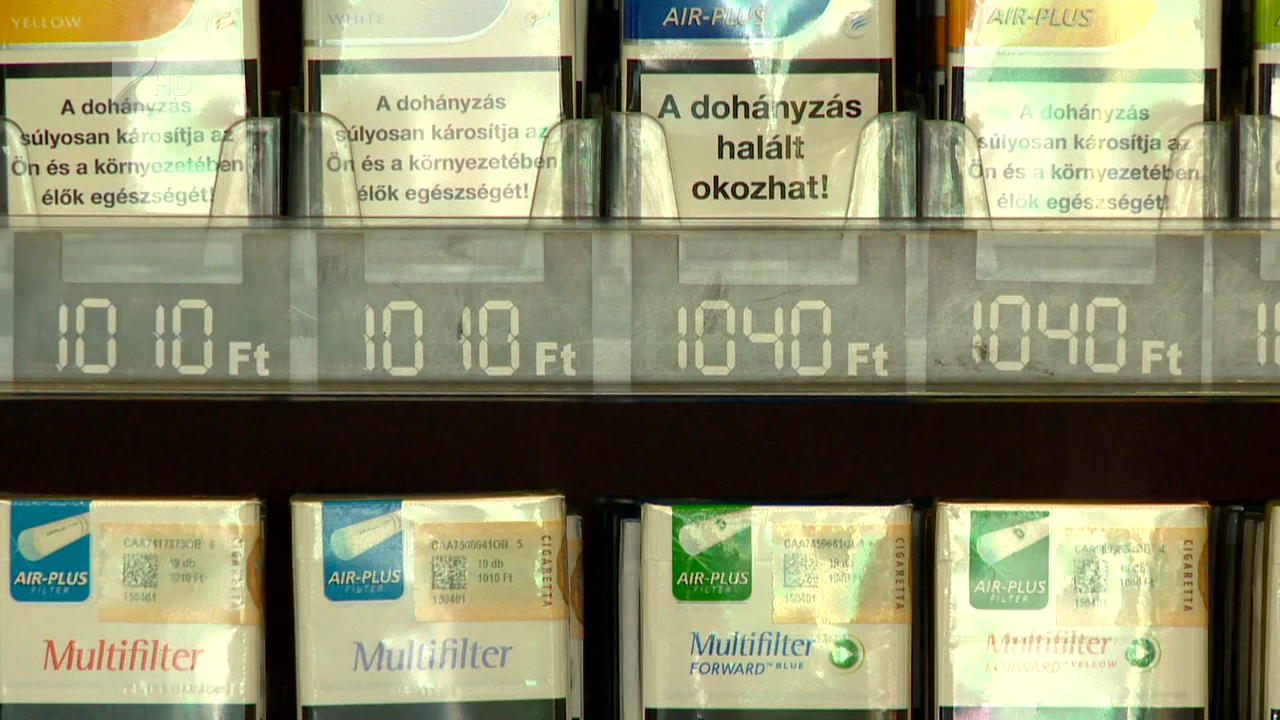 YELLOW
WHITE
AIR-PLUS
AIR-PLUS
HD
A dohányzás
súlyosan károsítja az
Ön és a környezetében
élők egészségét!
A dohányzás
súlyosan károsítja az
Ön és a környezetében
élők egészségét!
A dohányzás
halált
okozhat!
A dohányzás
súlyosan károsítja az
Ön és a környezetében
élők egészségét!
1010 Ft
1010 Ft
1040 Ft
1040 Ft
AIR-PLUS
FILTER
19 db
1010 Ft
150401
Multifilter
AIR-PLUS
FILTER
19 db
1010 Ft
150401
CIGARETTA
Multifilter
AIR-PLUS
FILTER
150401
CIGARETTA
Multifilter
FORWARD™ BLUE
AIR-PLUS
FILTER
CIGARETTA
Multifilter
FORWARD™ YELLOW